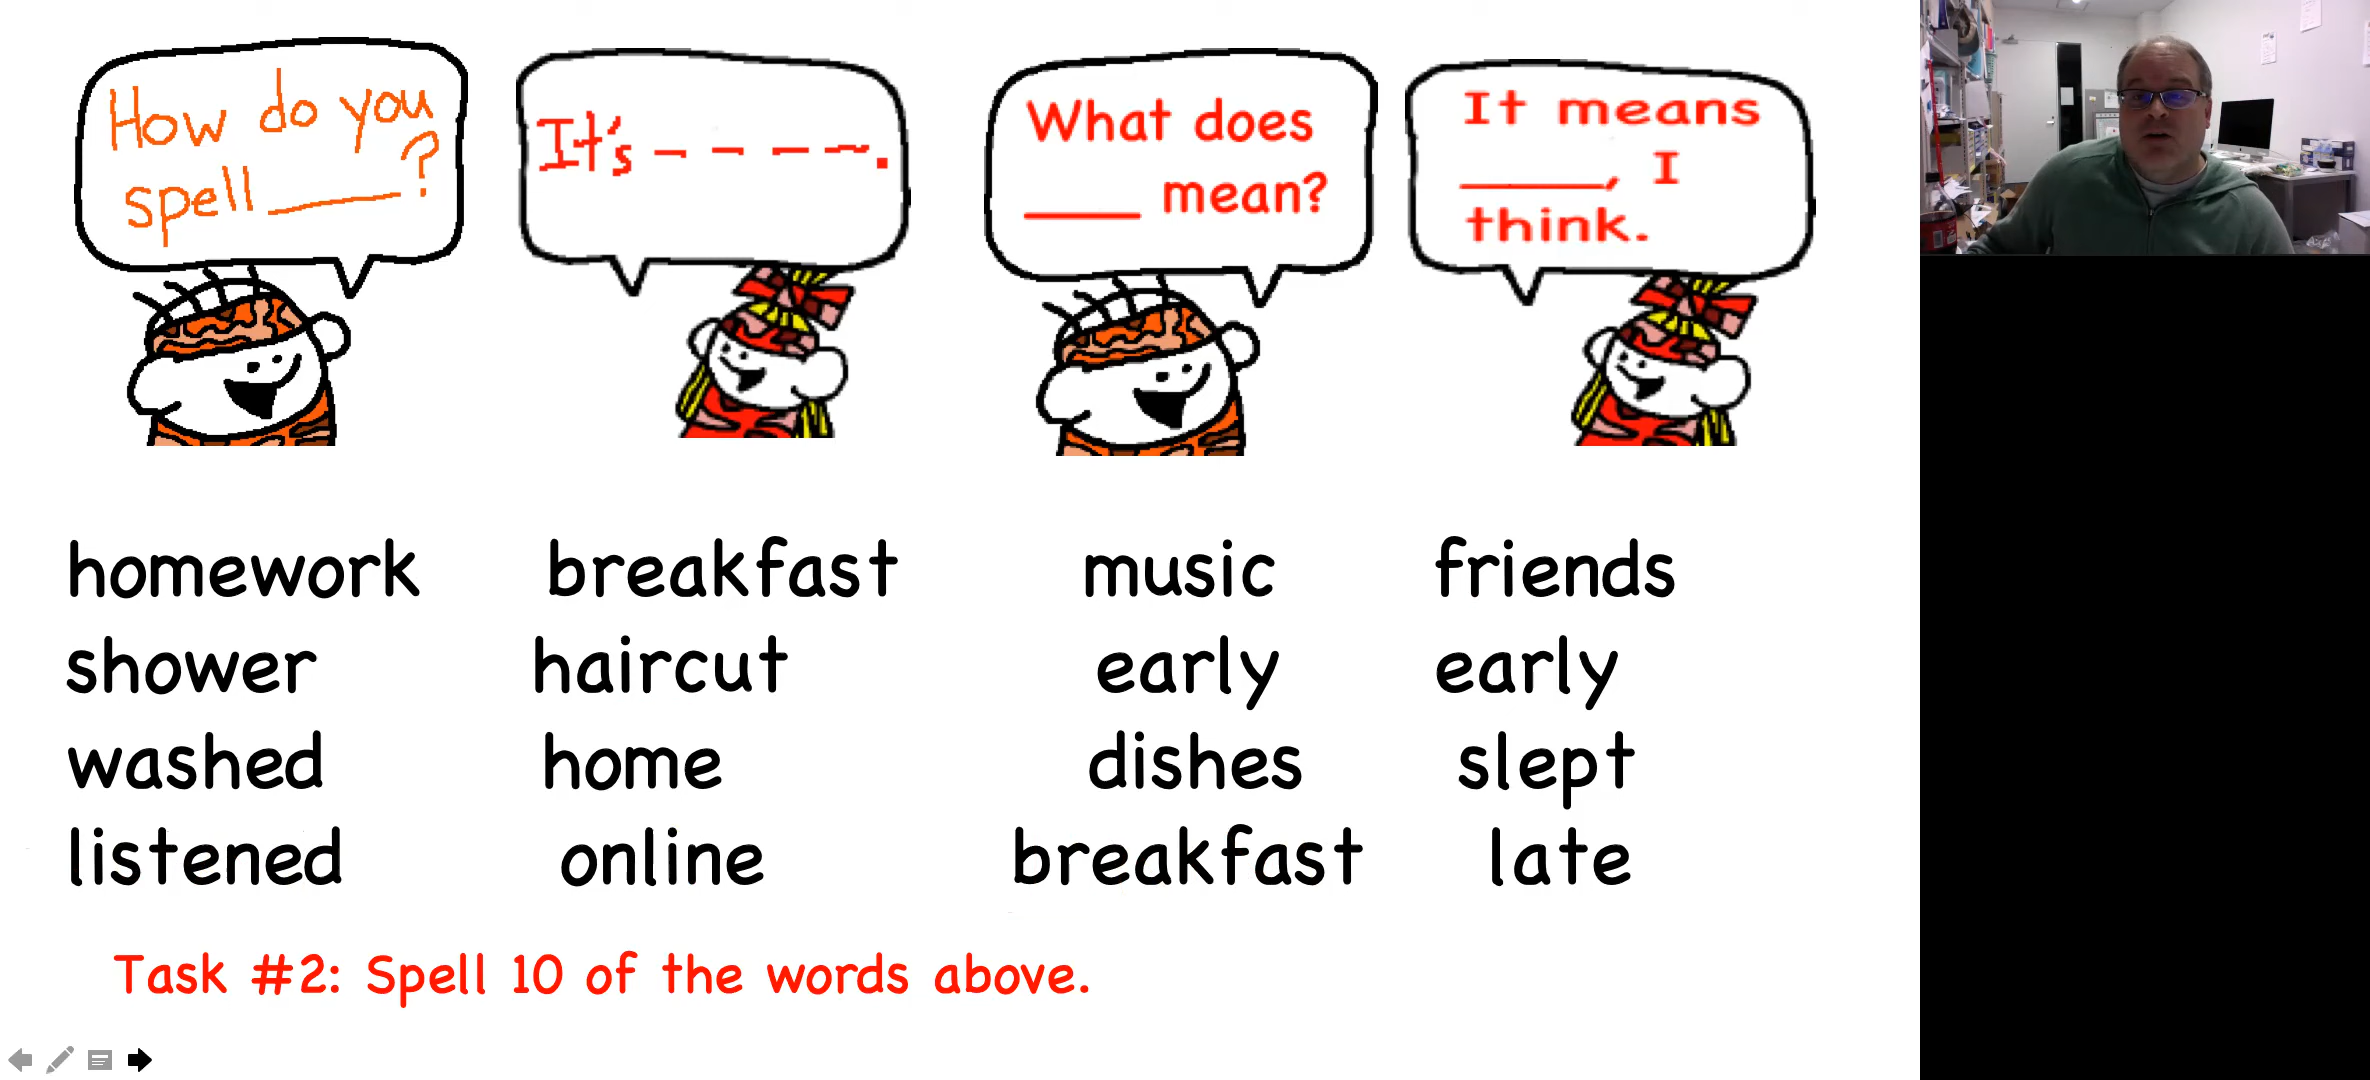 How do you
spell ____?
It's _ _ _ _.
What does
____ mean?
It means
____, I
think.
homework breakfast music friends
shower haircut early early
washed home dishes slept
listened online breakfast late
Task #2: Spell 10 of the words above.